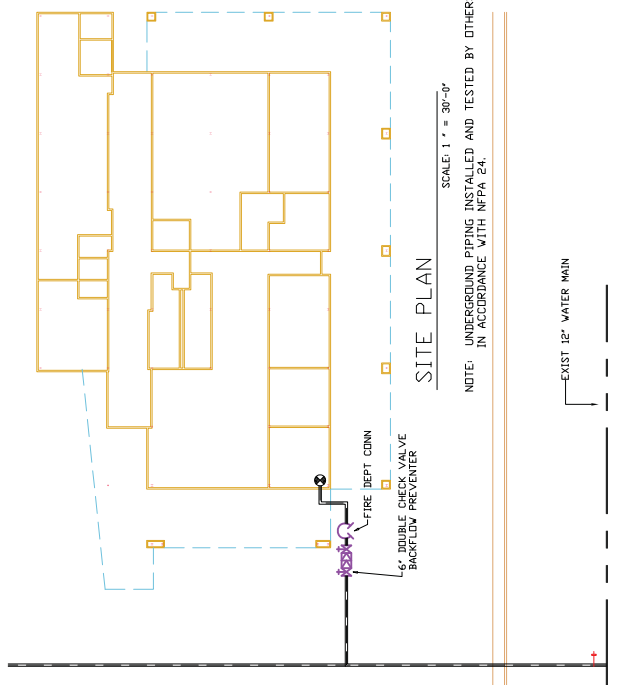 SITE PLAN
SCALE: 1 " = 30'-0"
NOTE: UNDERGROUND PIPING INSTALLED AND TESTED BY OTHER
IN ACCORDANCE WITH NFPA 24.
EXIST 12" WATER MAIN
FIRE DEPT CONN
6" DOUBLE CHECK VALVE
BACKFLOW PREVENTER